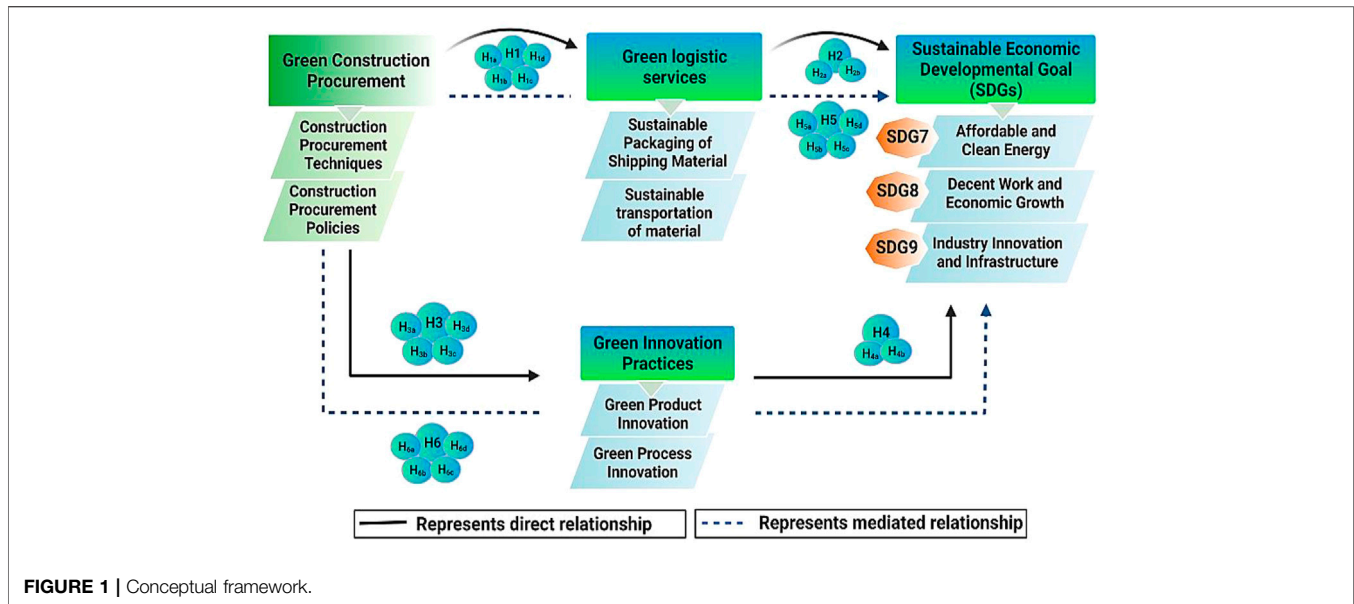 Green Construction
Procurement
H1
H1a
H1d
H1b
H1c
Green logistic
services
H2
H2a
H2b
Sustainable Economic
Developmental Goal
(SDGs)
Construction
Procurement
Techniques
Construction
Procurement
Policies
Sustainable
Packaging of
Shipping Material
Sustainable
transportation
of material
H5
H5a
H5d
H5b
H5c
SDG7
Affordable and
Clean Energy
SDG8
Decent Work and
Economic Growth
SDG9
Industry Innovation
and Infrastructure
H3
H3a
H3d
H3b
H3c
Green Innovation
Practices
H4
H4a
H4b
Green Product
Innovation
Green Process
Innovation
H6
H6a
H6d
H6b
H6c
Represents direct relationship
Represents mediated relationship
FIGURE 1 | Conceptual framework.